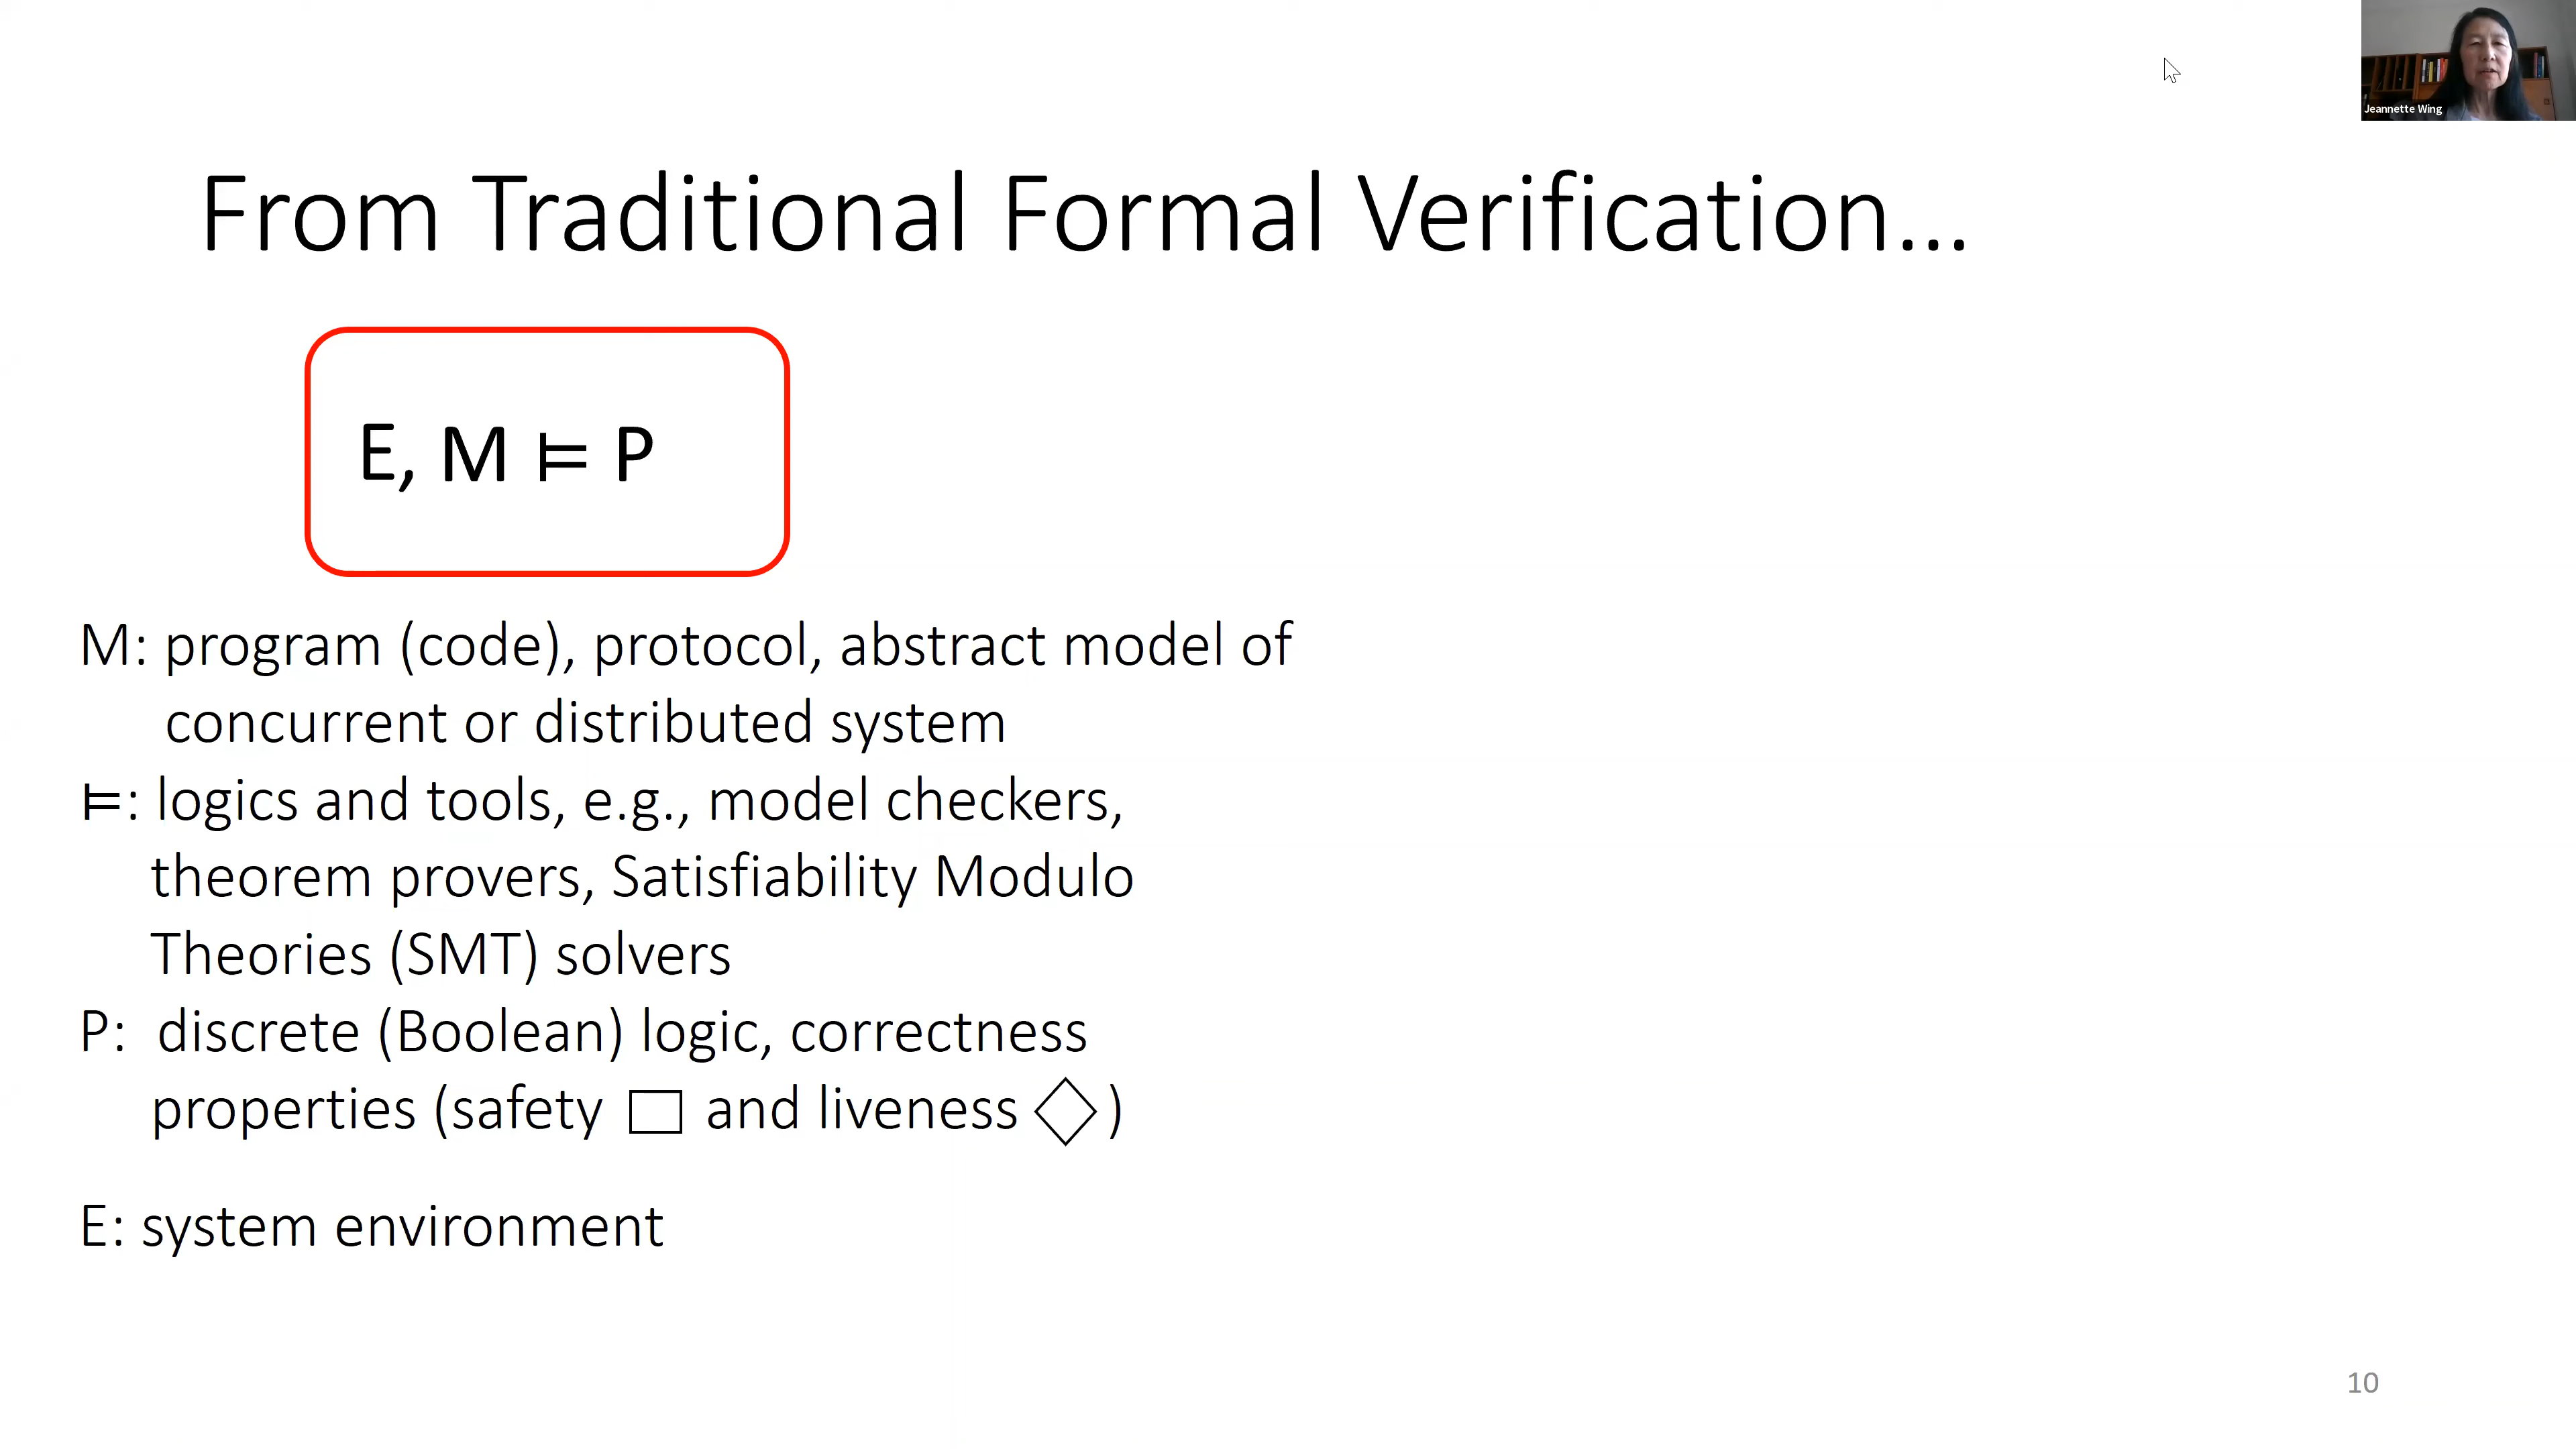 Jeannette Wing
From Traditional Formal Verification...
E, M ⊨ P
M: program (code), protocol, abstract model of
concurrent or distributed system
⊨: logics and tools, e.g., model checkers,
theorem provers, Satisfiability Modulo
Theories (SMT) solvers
P: discrete (Boolean) logic, correctness
properties (safety □ and liveness ◇)
E: system environment
10